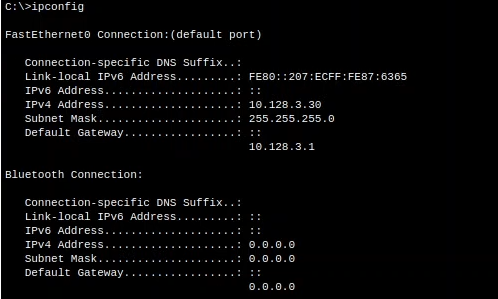 C:\>ipconfig
FastEthernet0 Connection:(default port)
Connection-specific DNS Suffix..:
Link-local IPv6 Address.........: FE80::207:ECFF:FE87:6365
IPv6 Address....................: ::
IPv4 Address....................: 10.128.3.30
Subnet Mask.....................: 255.255.255.0
Default Gateway.................: ::
10.128.3.1
Bluetooth Connection:
Connection-specific DNS Suffix..:
Link-local IPv6 Address.........: ::
IPv6 Address....................: ::
IPv4 Address....................: 0.0.0.0
Subnet Mask.....................: 0.0.0.0
Default Gateway.................: ::
0.0.0.0